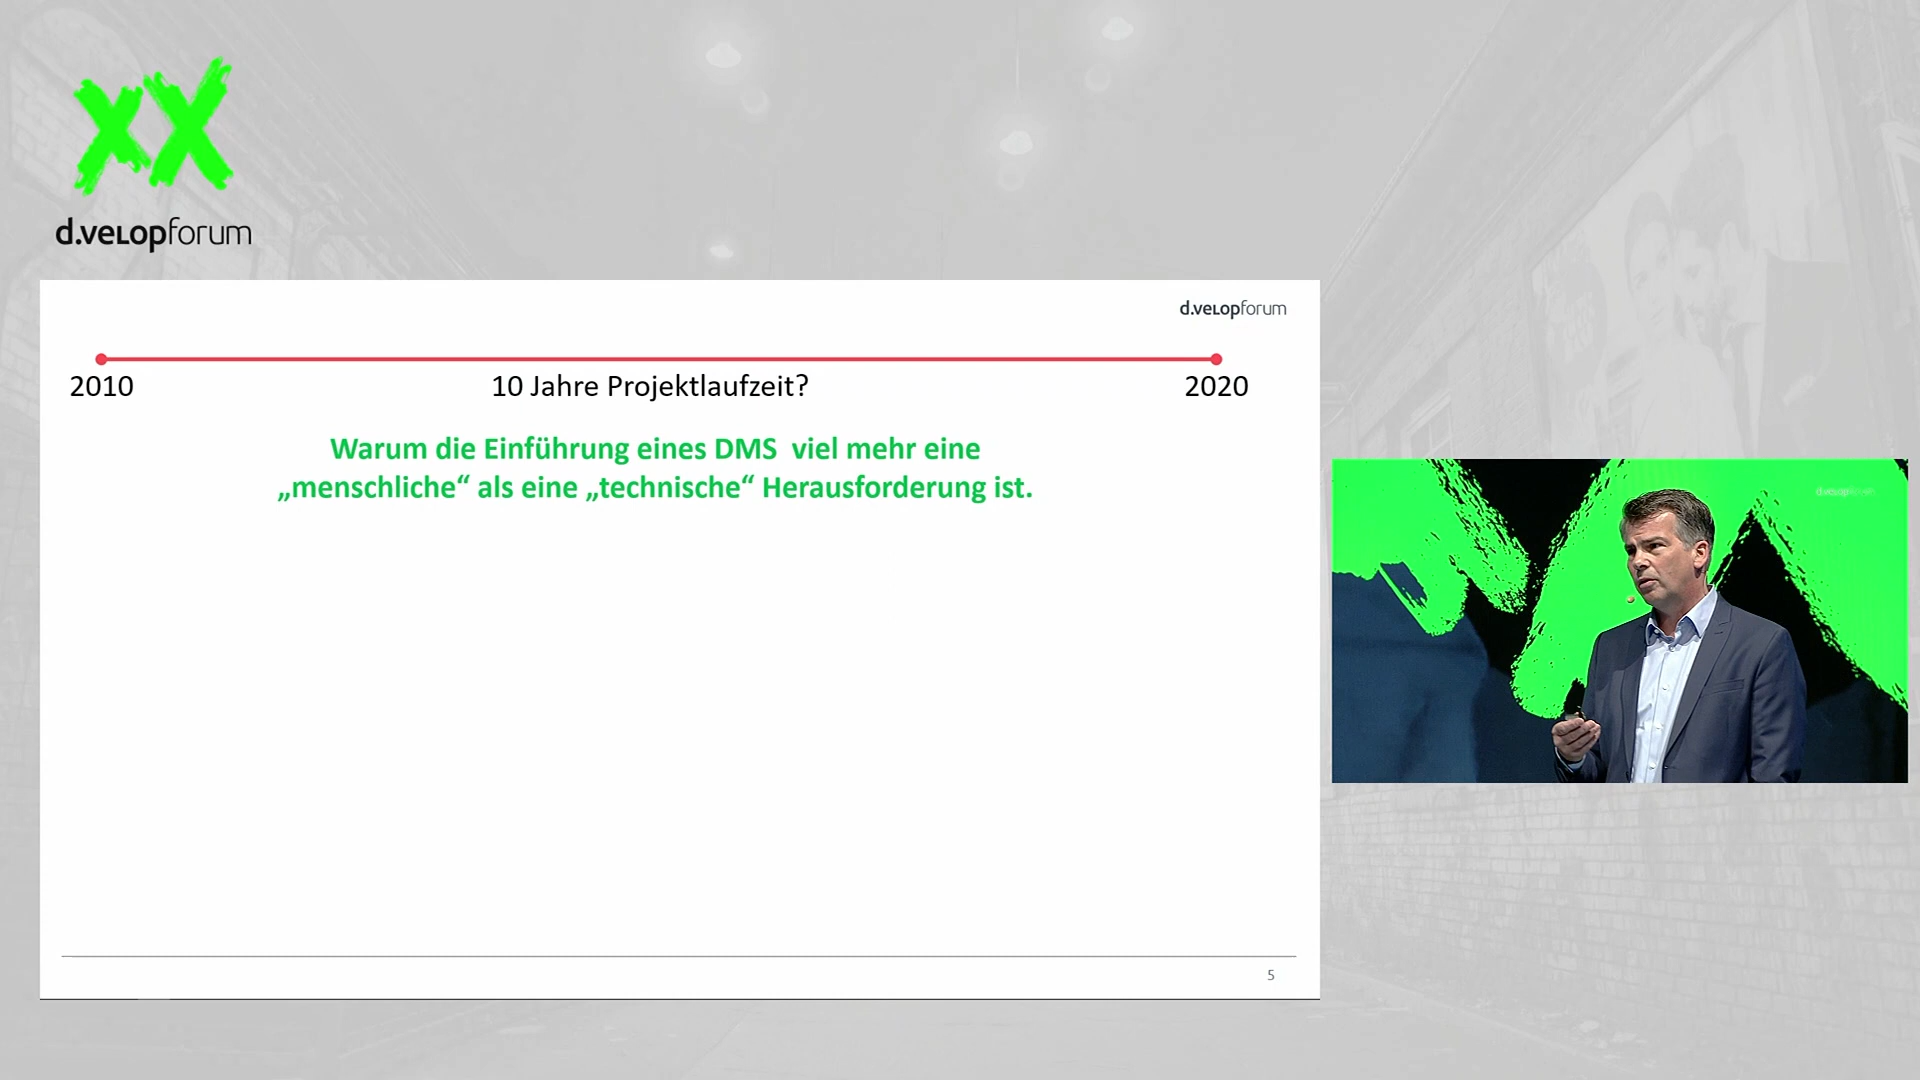 XX
d.velopforum
d.velopforum
2010 10 Jahre Projektlaufzeit? 2020
Warum die Einführung eines DMS  viel mehr eine
„menschliche“ als eine „technische“ Herausforderung ist.
d.velopforum
5